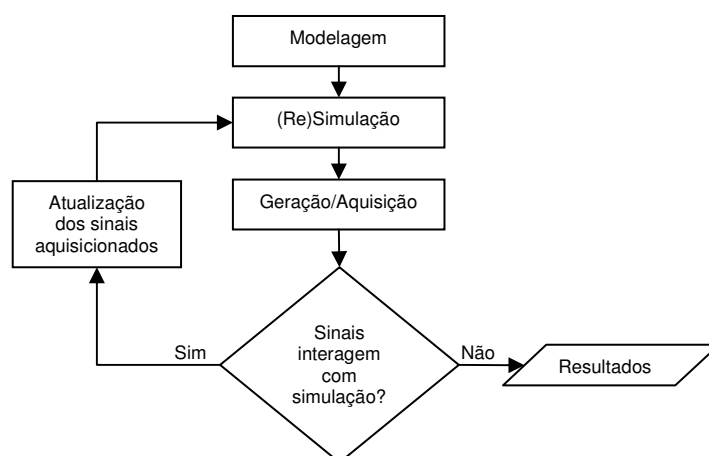 Modelagem
(Re)Simulação
Geração/Aquisição
Atualização
dos sinais
aquisicionados
Sinais
interagem
com
simulação?
Sim
Não
Resultados